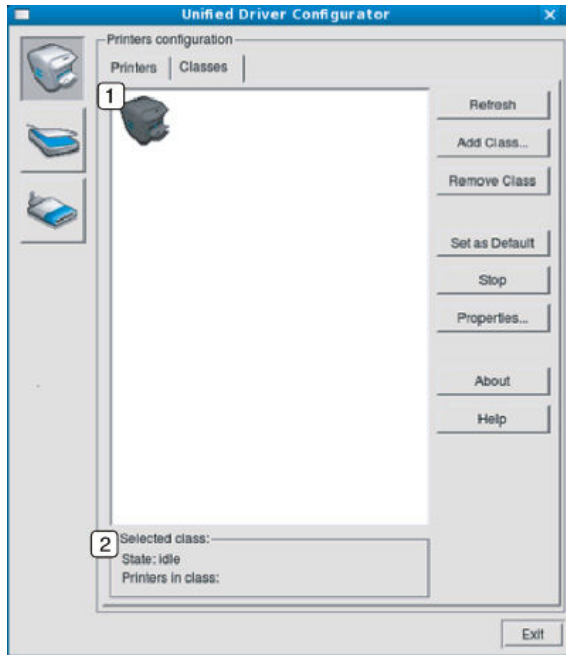 Unified Driver Configurator
Printers configuration
Printers Classes
1
Refresh
Add Class...
Remove Class
Set as Default
Stop
Properties...
About
Help
2
Selected class:
State: idle
Printers in class:
Exit